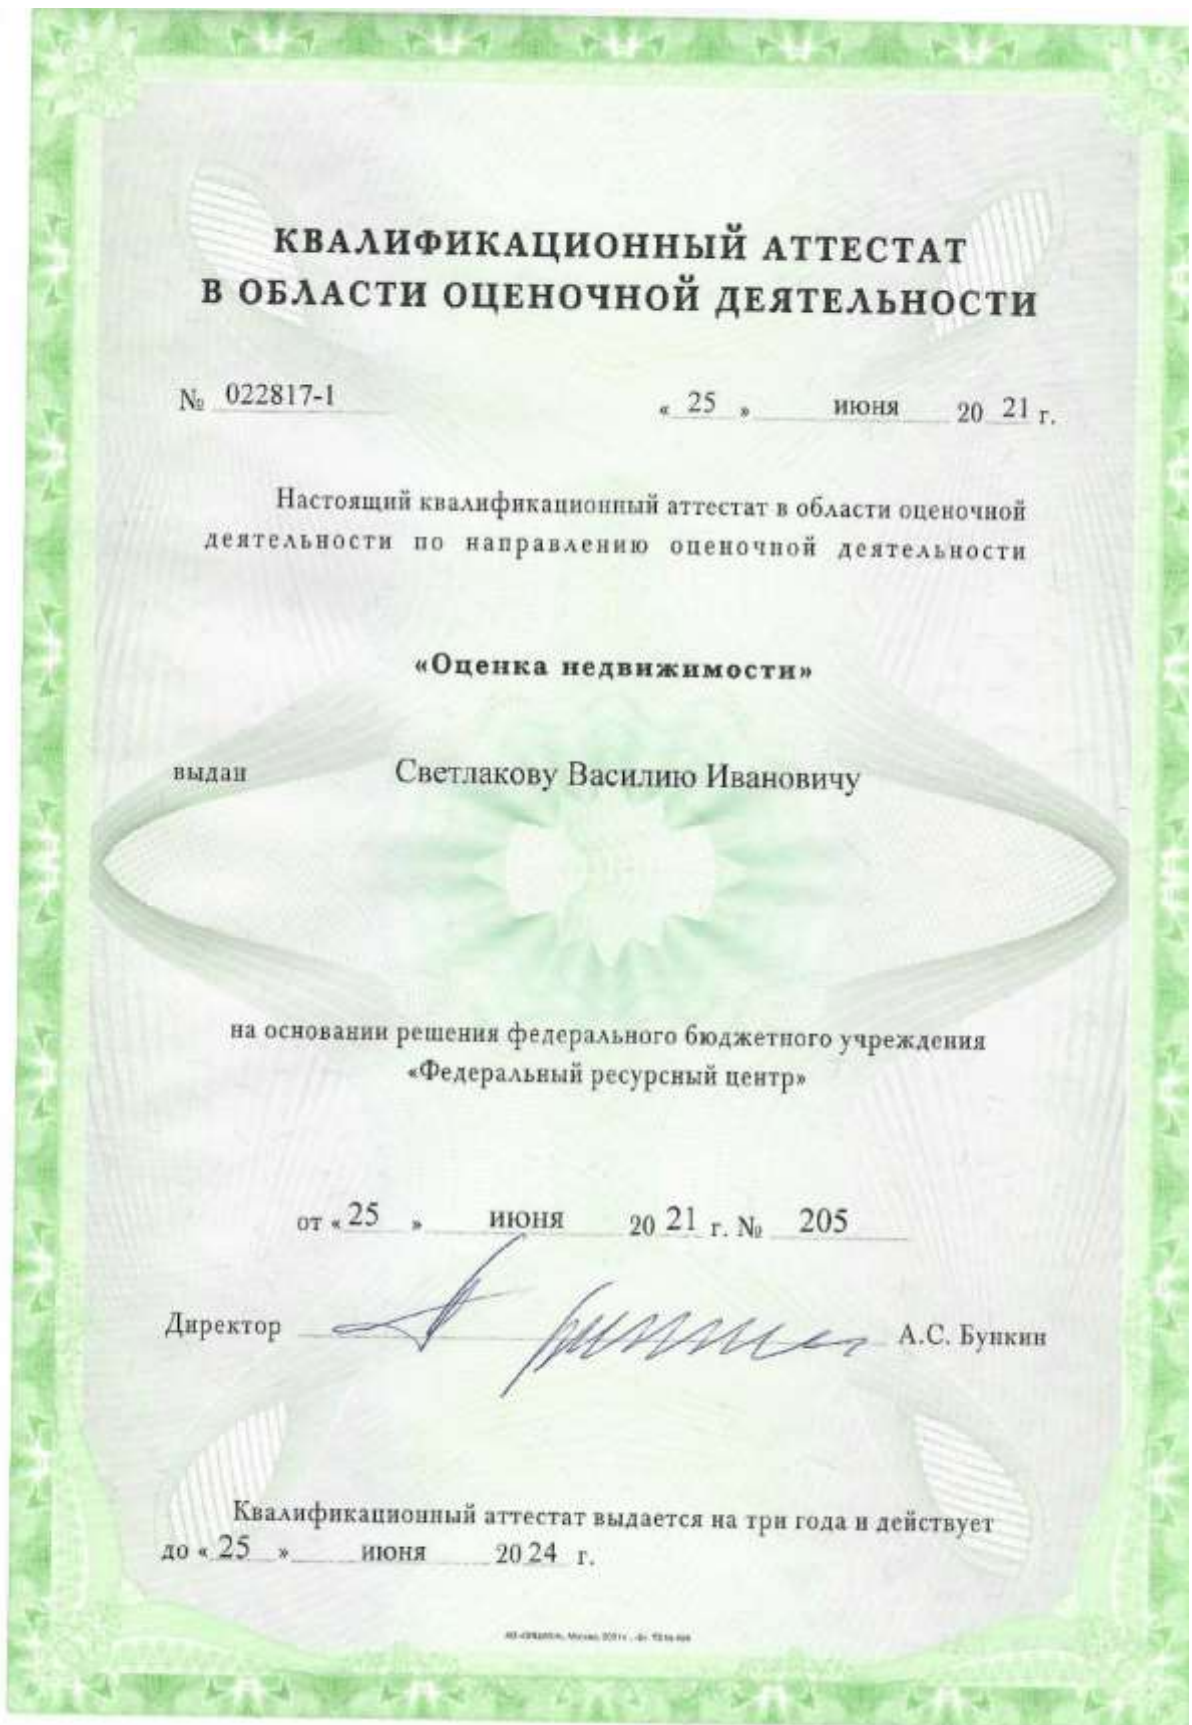 КВАЛИФИКАЦИОННЫЙ АТТЕСТАТ
В ОБЛАСТИ ОЦЕНОЧНОЙ ДЕЯТЕЛЬНОСТИ
№ 022817-1 « 25 » июня 20 21 г.
Настоящий квалификационный аттестат в области оценочной
деятельности по направлению оценочной деятельности
«Оценка недвижимости»
выдан Светлакову Василию Ивановичу
на основании решения федерального бюджетного учреждения
«Федеральный ресурсный центр»
от « 25 » июня 20 21 г. № 205
Директор А.С. Бункин
Квалификационный аттестат выдается на три года и действует
до « 25 » июня 20 24 г.